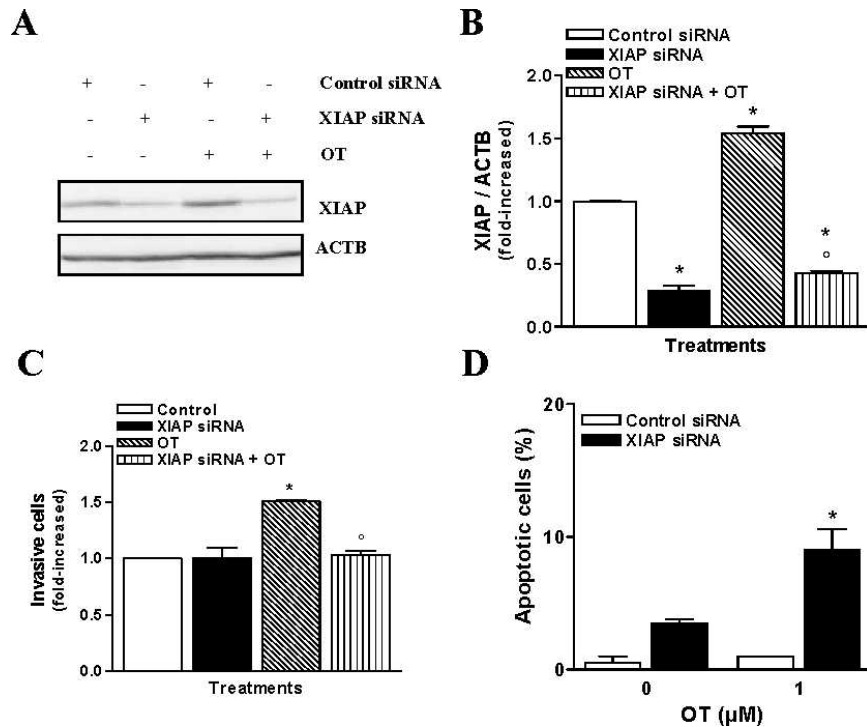 A
+ - + - Control siRNA
- + - + XIAP siRNA
- - + + OT
XIAP
ACTB
B
Control siRNA
XIAP siRNA
OT
XIAP siRNA + OT
XIAP / ACTB
(fold-increased)
2.0
1.5
1.0
0.5
0.0
*
*
*
°
Treatments
C
Control
XIAP siRNA
OT
XIAP siRNA + OT
Invasive cells
(fold-increased)
2.0
1.5
1.0
0.5
0.0
*
°
Treatments
D
Control siRNA
XIAP siRNA
Apoptotic cells (%)
20
10
0
*
0 1
OT (µM)